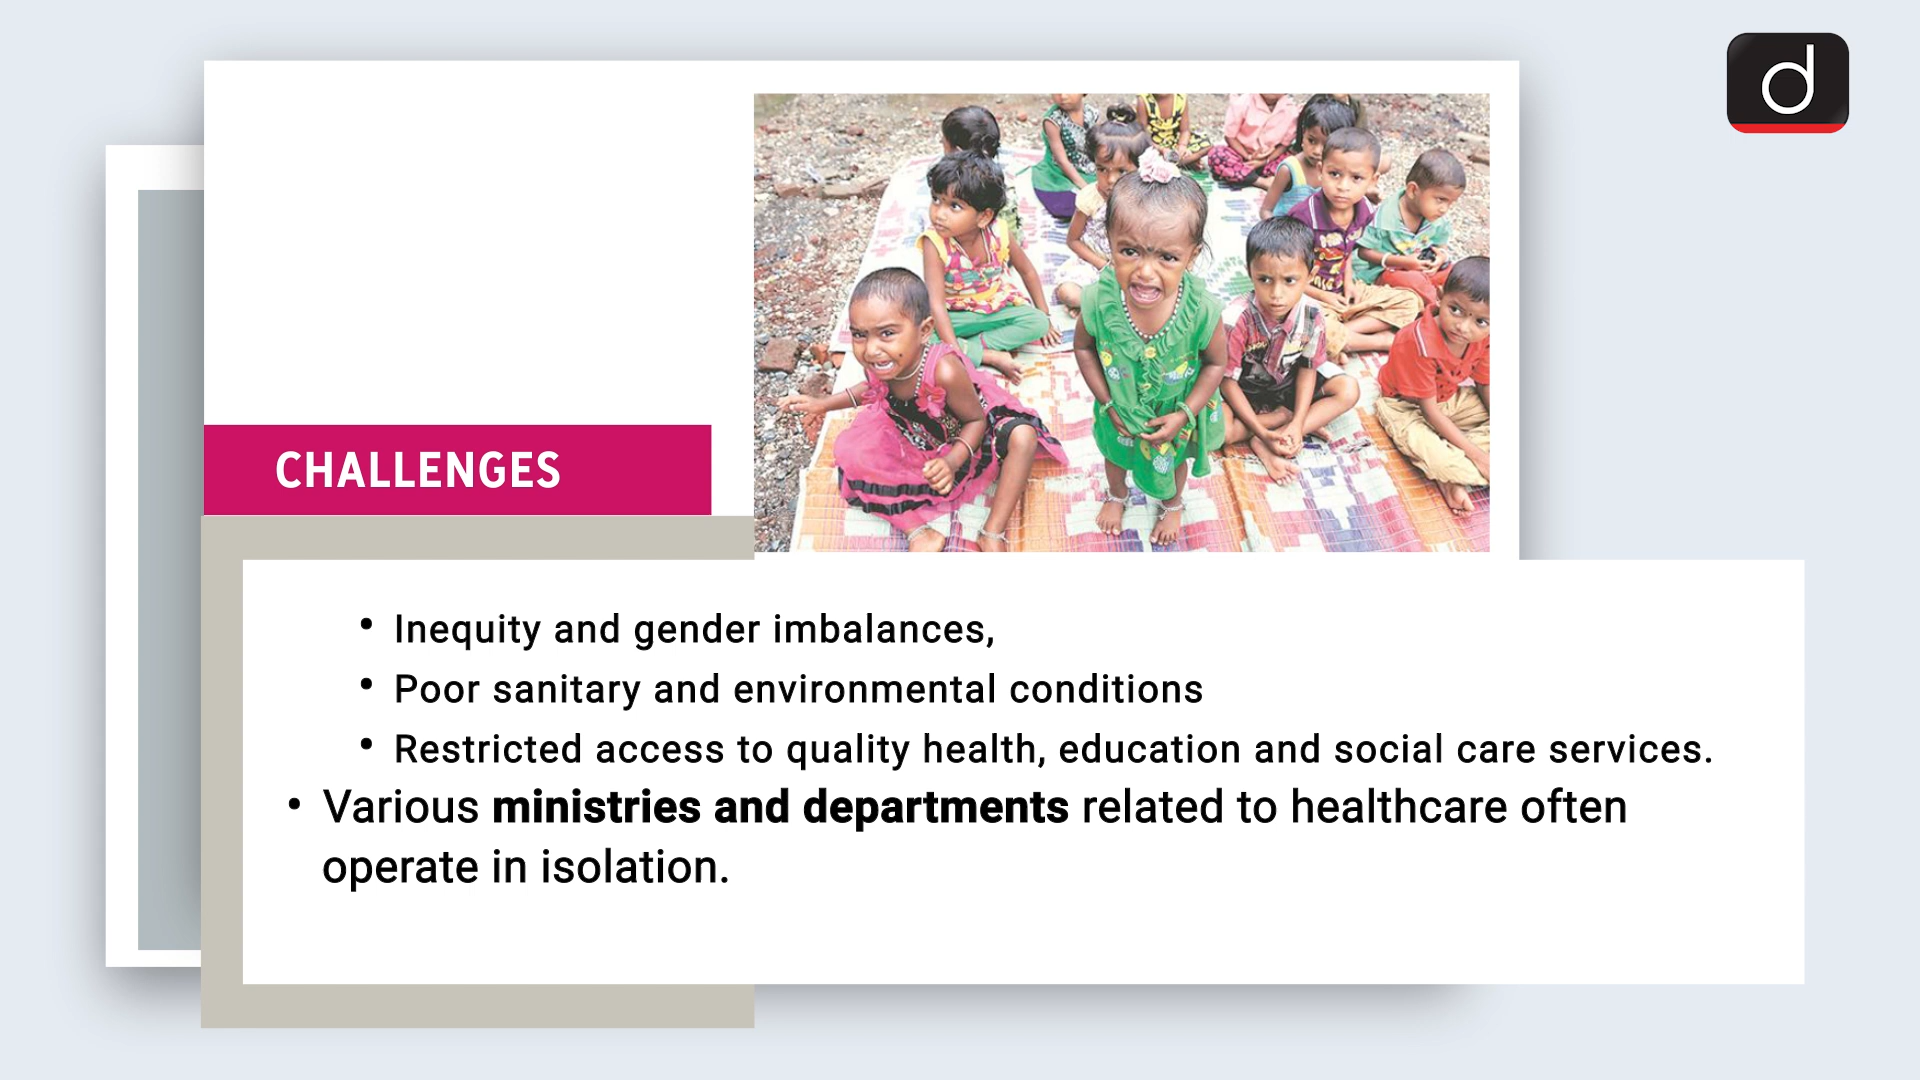 d
CHALLENGES
• Inequity and gender imbalances,
• Poor sanitary and environmental conditions
• Restricted access to quality health, education and social care services.
• Various ministries and departments related to healthcare often
operate in isolation.